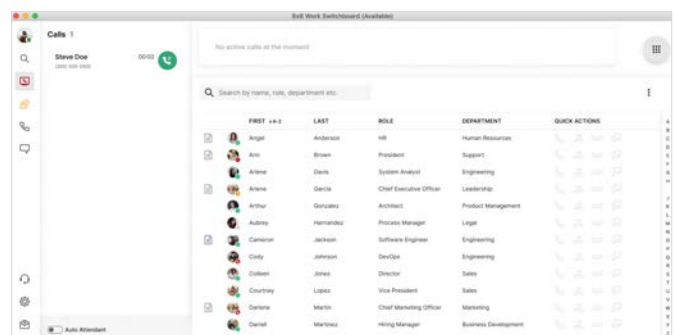 BoB Work Switchboard (Available)
Calls 1
Steve Doe 00:02
No active calls at the moment
Search by name, role, department etc.
FIRST A-Z LAST ROLE DEPARTMENT QUICK ACTIONS
Angel Anderson HR Human Resources
Ann Brown President Support
Arlene Davis System Analyst Engineering
Arlene Garcia Chief Executive Officer Leadership
Arthur Gonzalez Architect Product Management
Aubrey Hernandez Process Manager Legal
Cameron Jackson Software Engineer Engineering
Cody Johnson DevOps Engineering
Colleen Jones Director Sales
Courtney Lopez Vice President Sales
Darlene Martin Chief Marketing Officer Marketing
Darrell Martinez Hiring Manager Business Development
Auto Attendant